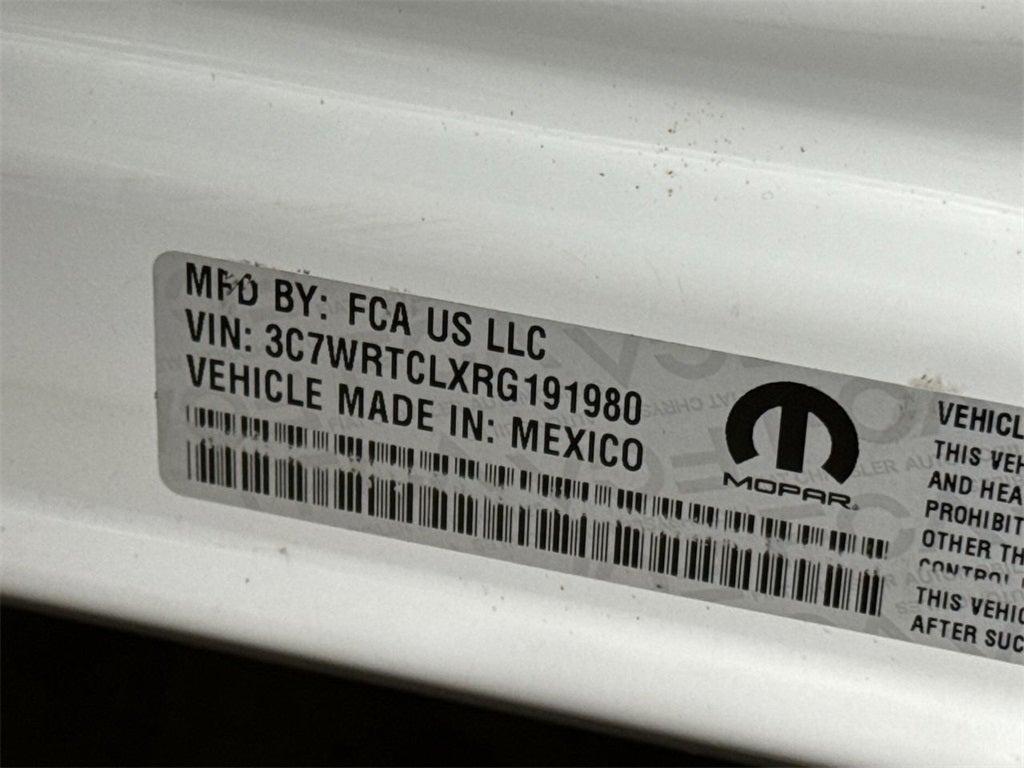 MFD BY: FCA US LLC
VIN: 3C7WRTCLXRG191980
VEHICLE MADE IN: MEXICO
MOPAR®
VEHICL
THIS VEH
AND HEA
PROHIBIT
OTHER TH
CONTROL
THIS VEHIC
AFTER SUC